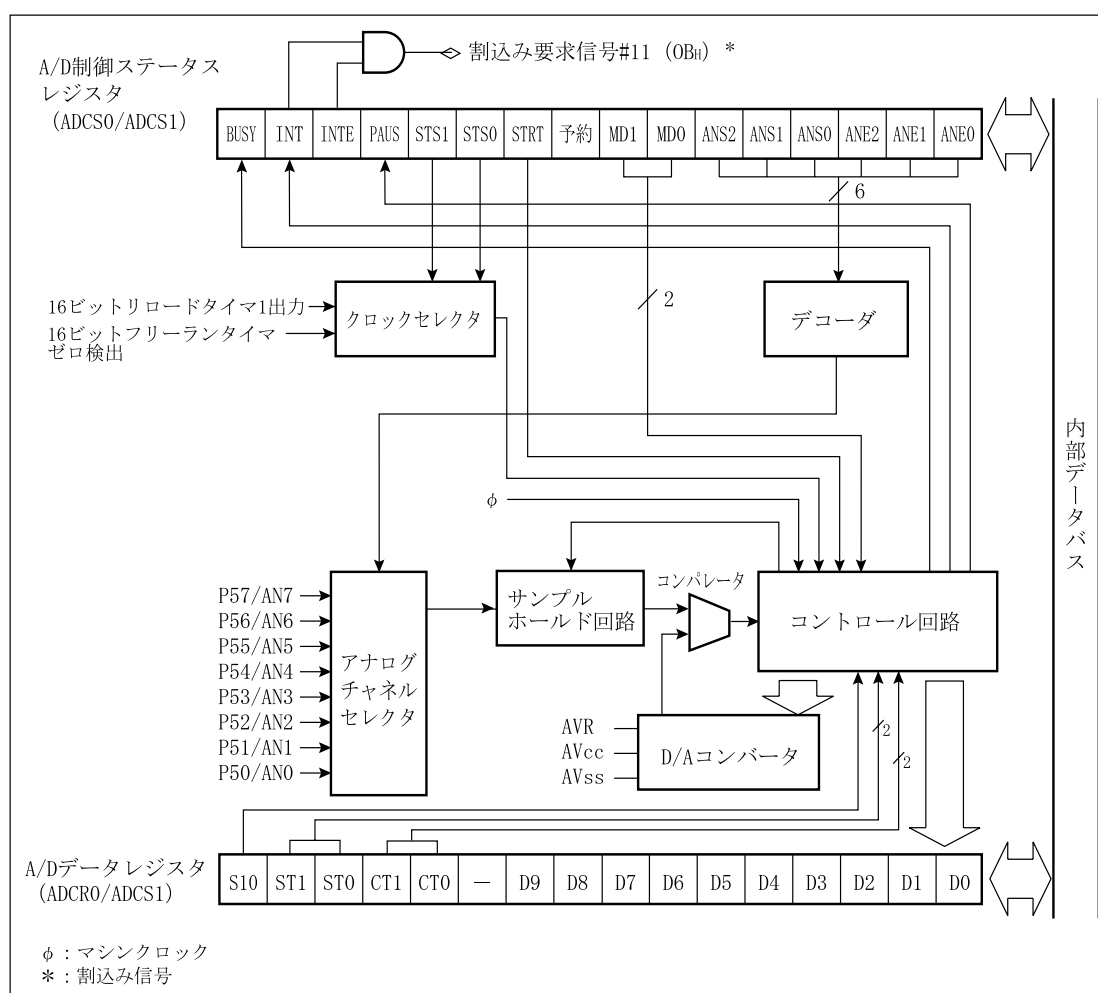 割込み要求信号#11 (0BH) *
A/D制御ステータス
レジスタ
(ADCS0/ADCS1)
BUSY INT INTE PAUS STS1 STS0 STRT 予約 MD1 MD0 ANS2 ANS1 ANS0 ANE2 ANE1 ANE0
6
16ビットリロードタイマ1出力
16ビットフリーランタイマ
ゼロ検出
クロックセレクタ
2
デコーダ
内部データバス
φ
P57/AN7
P56/AN6
P55/AN5
P54/AN4
P53/AN3
P52/AN2
P51/AN1
P50/AN0
アナログ
チャネル
セレクタ
サンプル
ホールド回路
コンパレータ
コントロール回路
AVR
AVcc
AVss
D/Aコンバータ
2
2
A/Dデータレジスタ
(ADCR0/ADCS1)
S10 ST1 ST0 CT1 CT0 — D9 D8 D7 D6 D5 D4 D3 D2 D1 D0
φ : マシンクロック
* : 割込み信号